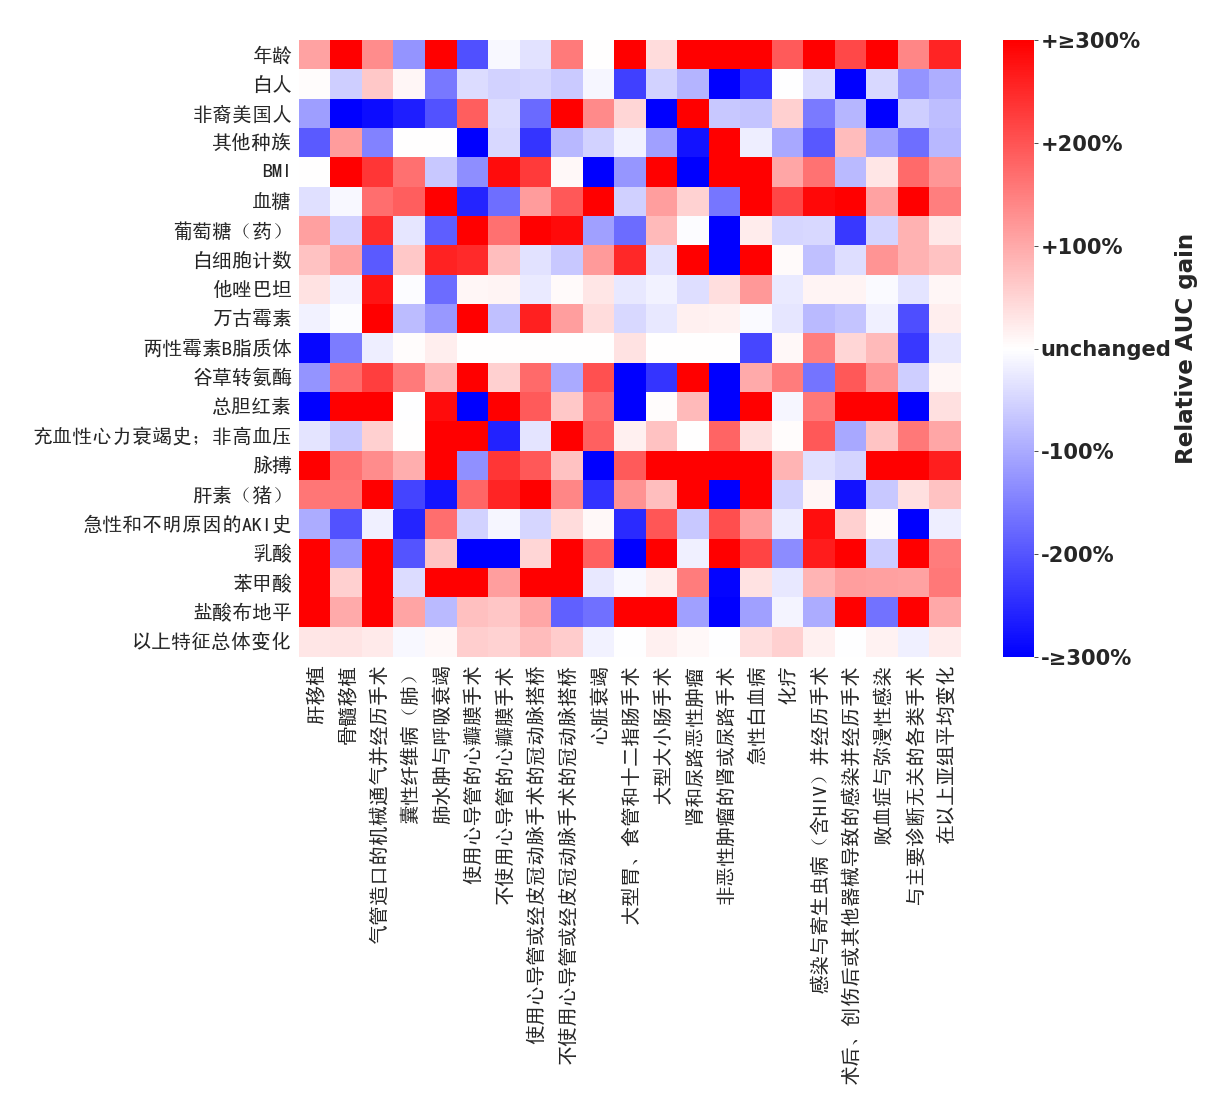 年龄
白人
非裔美国人
其他种族
BMI
血糖
葡萄糖（药）
白细胞计数
他唑巴坦
万古霉素
两性霉素B脂质体
谷草转氨酶
总胆红素
充血性心力衰竭史; 非高血压
脉搏
肝素（猪）
急性和不明原因的AKI史
乳酸
苯甲酸
盐酸布地平
以上特征总体变化
肝移植
骨髓移植
气管造口的机械通气并经历手术
囊性纤维病（肺）
肺水肿与呼吸衰竭
使用心导管的心瓣膜手术
不使用心导管的心瓣膜手术
使用心导管或经皮冠动脉手术的冠动脉搭桥
不使用心导管或经皮冠动脉手术的冠动脉搭桥
心脏衰竭
大型胃、食管和十二指肠手术
大型大小肠手术
肾和尿路恶性肿瘤
非恶性肿瘤的肾或尿路手术
急性白血病
化疗
感染与寄生虫病（含HIV）并经历手术
术后、创伤后或其他器械导致的感染并经历手术
败血症与弥漫性感染
与主要诊断无关的各类手术
在以上亚组平均变化
+≥300%
+200%
+100%
unchanged
-100%
-200%
-≥300%
Relative AUC gain